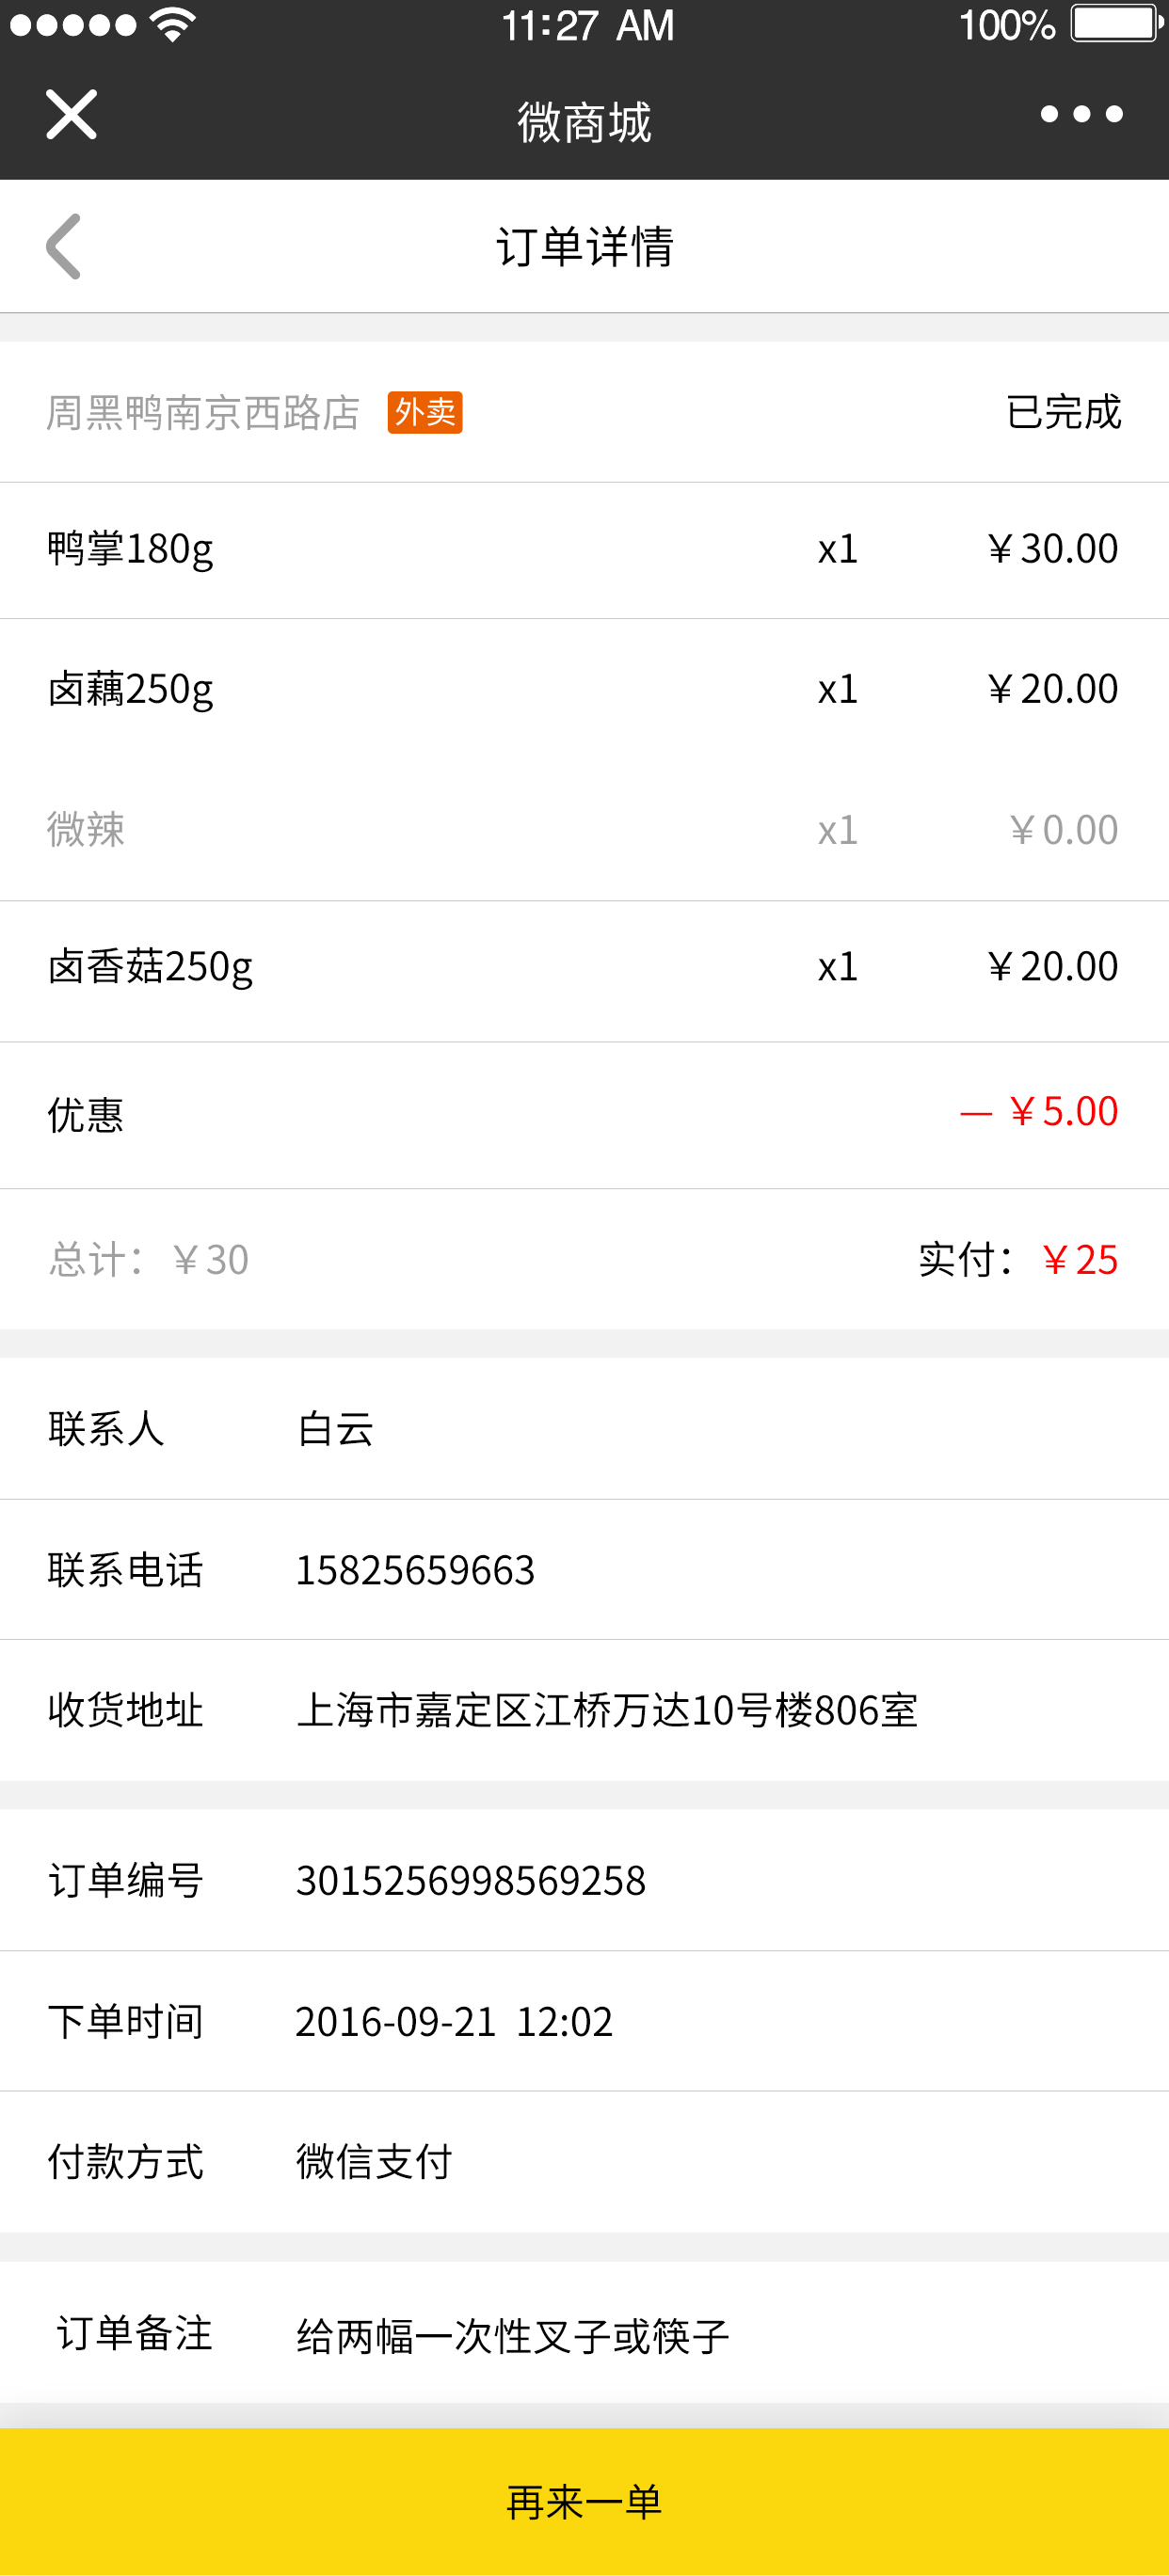 11:27 AM 100%
微商城
订单详情
周黑鸭南京西路店 外卖 已完成
鸭掌180g x1 ￥30.00
卤藕250g x1 ￥20.00
微辣 x1 ￥0.00
卤香菇250g x1 ￥20.00
优惠 — ￥5.00
总计：￥30 实付：￥25
联系人 白云
联系电话 15825659663
收货地址 上海市嘉定区江桥万达10号楼806室
订单编号 3015256998569258
下单时间 2016-09-21 12:02
付款方式 微信支付
订单备注 给两幅一次性叉子或筷子
再来一单